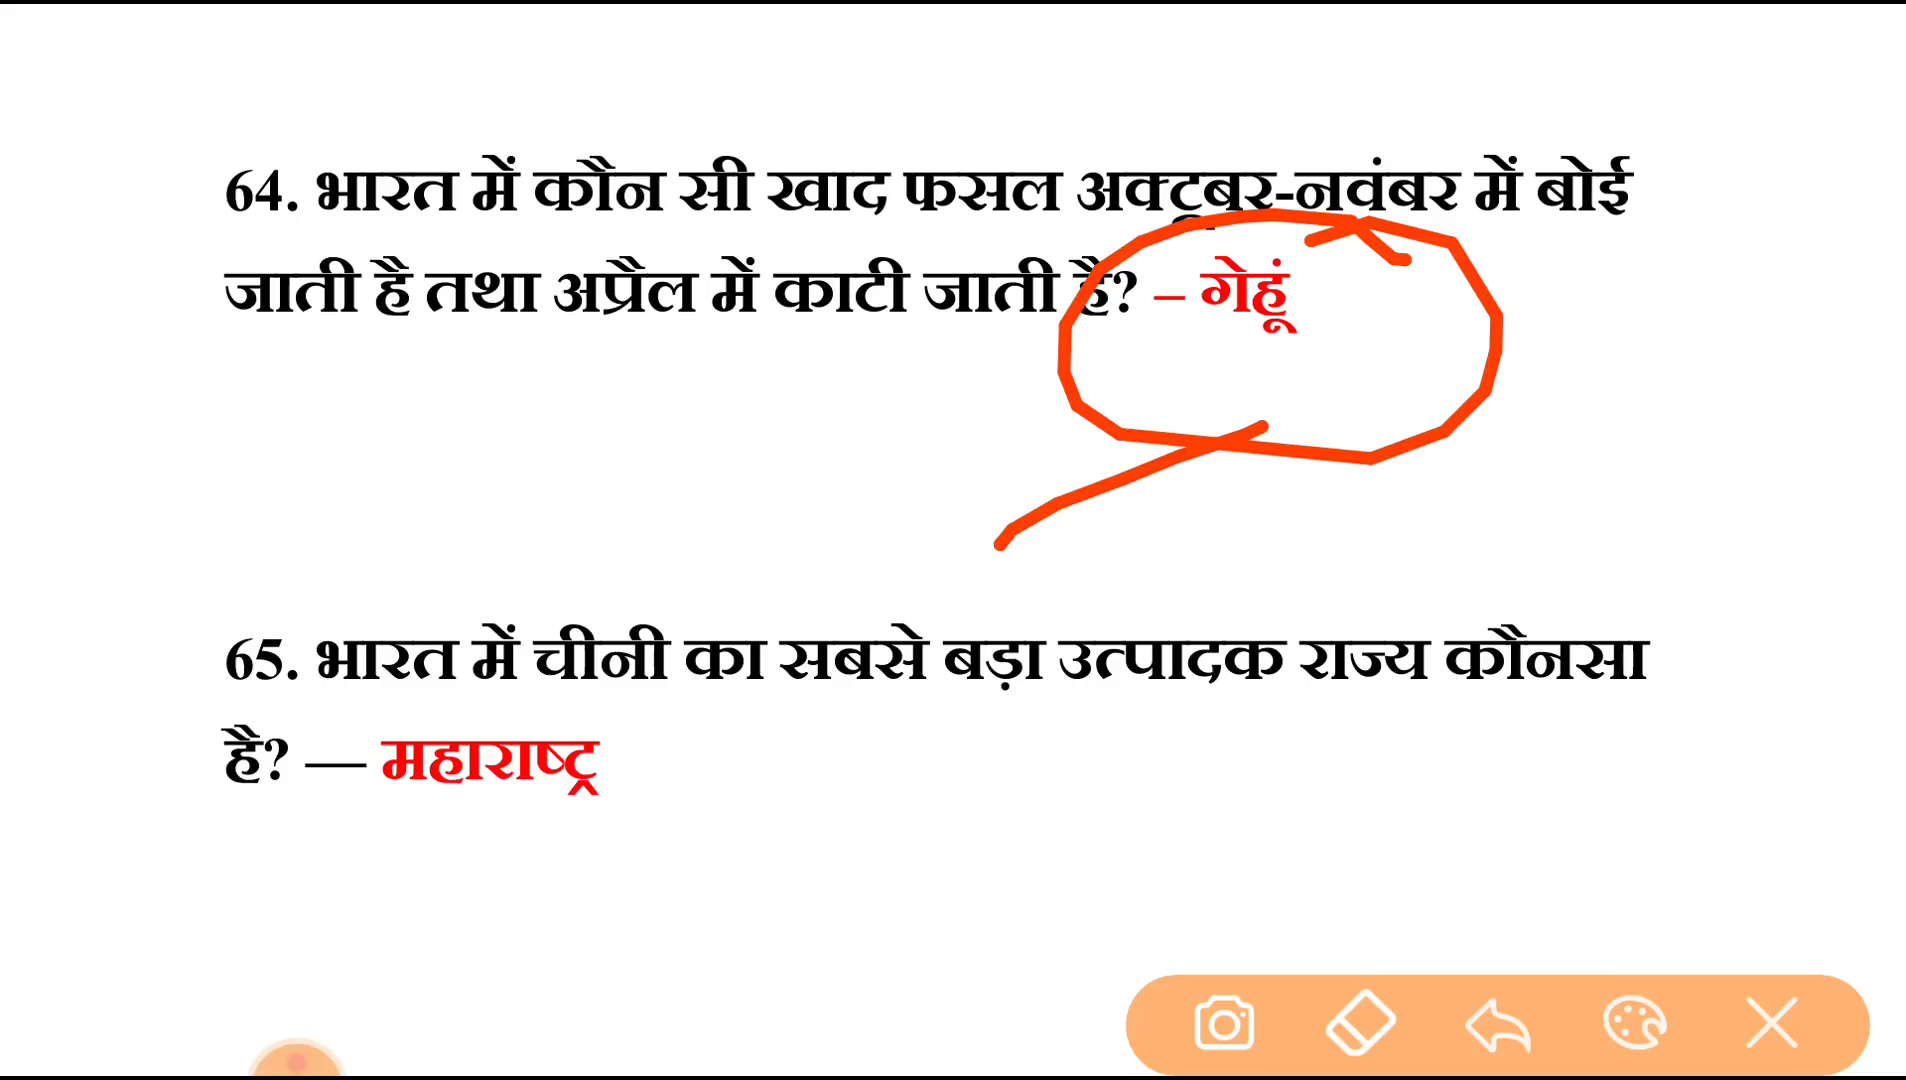 64. भारत में कौन सी खाद फसल अक्टूबर-नवंबर में बोई
जाती है तथा अप्रैल में काटी जाती है? – गेहूं
65. भारत में चीनी का सबसे बड़ा उत्पादक राज्य कौनसा
है? — महाराष्ट्र